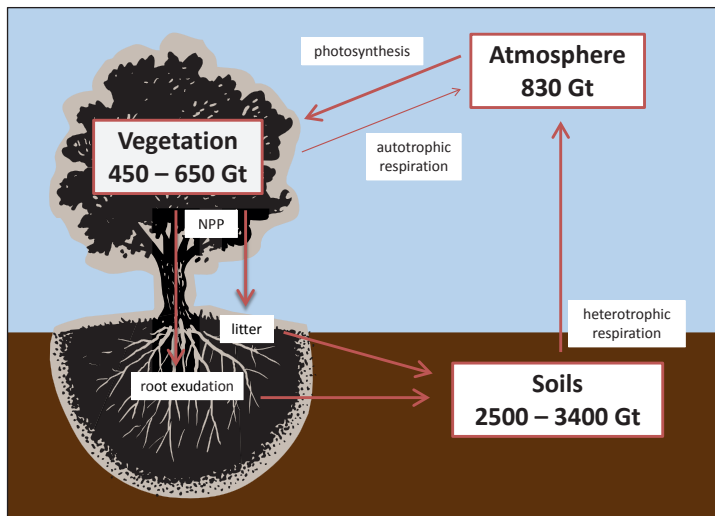 photosynthesis
Atmosphere
830 Gt
Vegetation
450 – 650 Gt
autotrophic
respiration
NPP
litter
heterotrophic
respiration
root exudation
Soils
2500 – 3400 Gt